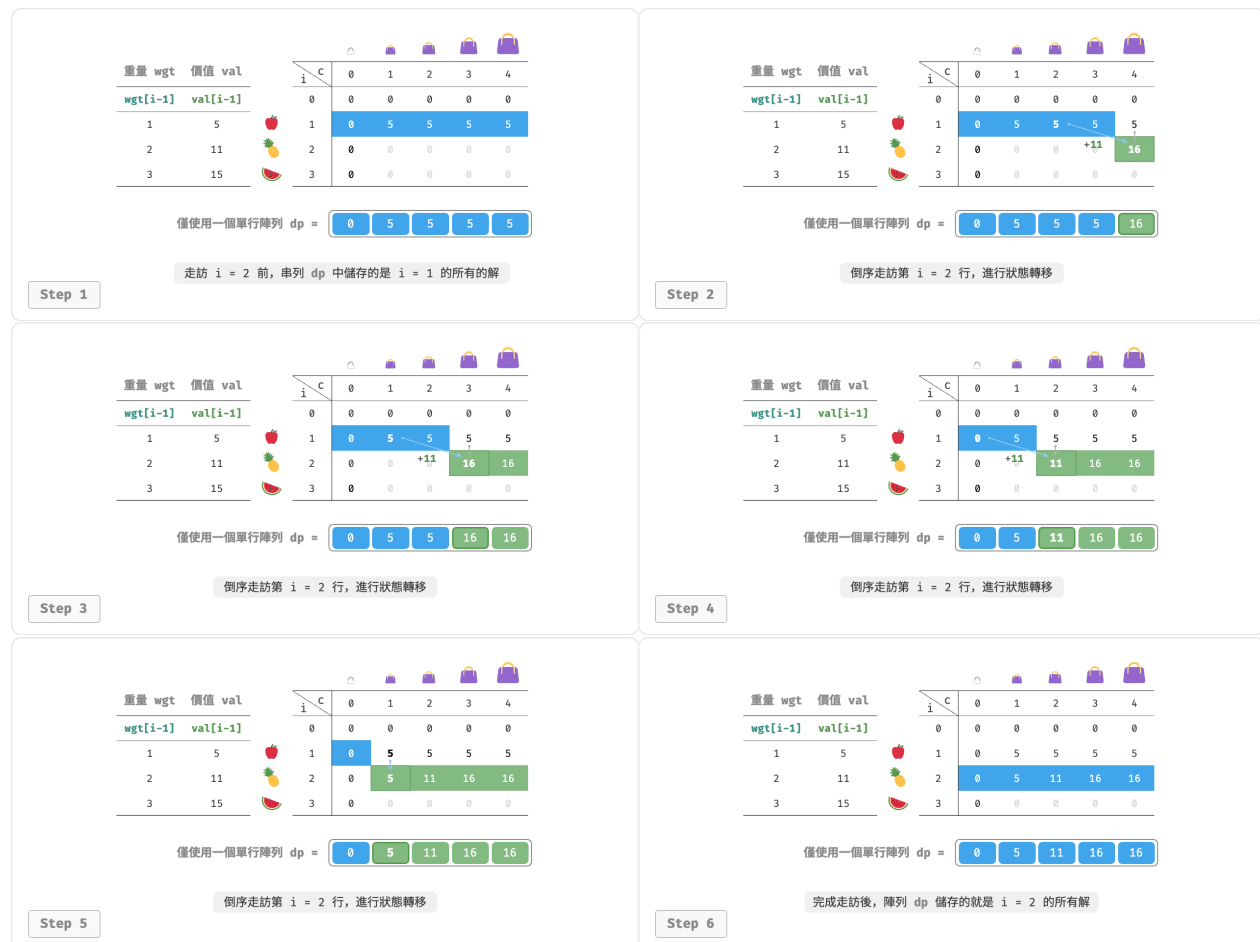 重量 wgt 價值 val
i c 0 1 2 3 4
wgt[i-1] val[i-1] 0 0 0 0 0 0
1 5 1 0 5 5 5 5
2 11 2 0 0 0 0 0
3 15 3 0 0 0 0 0
僅使用一個單行陣列 dp = 0 5 5 5 5
走訪 i = 2 前，串列 dp 中儲存的是 i = 1 的所有的解
Step 1
重量 wgt 價值 val
i c 0 1 2 3 4
wgt[i-1] val[i-1] 0 0 0 0 0 0
1 5 1 0 5 5 5 5
+11
2 11 2 0 0 0 0 16
3 15 3 0 0 0 0 0
僅使用一個單行陣列 dp = 0 5 5 5 16
倒序走訪第 i = 2 行，進行狀態轉移
Step 2
重量 wgt 價值 val
i c 0 1 2 3 4
wgt[i-1] val[i-1] 0 0 0 0 0 0
1 5 1 0 5 5 5 5
+11
2 11 2 0 0 0 16 16
3 15 3 0 0 0 0 0
僅使用一個單行陣列 dp = 0 5 5 16 16
倒序走訪第 i = 2 行，進行狀態轉移
Step 3
重量 wgt 價值 val
i c 0 1 2 3 4
wgt[i-1] val[i-1] 0 0 0 0 0 0
1 5 1 0 5 5 5 5
+11
2 11 2 0 0 11 16 16
3 15 3 0 0 0 0 0
僅使用一個單行陣列 dp = 0 5 11 16 16
倒序走訪第 i = 2 行，進行狀態轉移
Step 4
重量 wgt 價值 val
i c 0 1 2 3 4
wgt[i-1] val[i-1] 0 0 0 0 0 0
1 5 1 0 5 5 5 5
2 11 2 0 5 11 16 16
3 15 3 0 0 0 0 0
僅使用一個單行陣列 dp = 0 5 11 16 16
倒序走訪第 i = 2 行，進行狀態轉移
Step 5
重量 wgt 價值 val
i c 0 1 2 3 4
wgt[i-1] val[i-1] 0 0 0 0 0 0
1 5 1 0 5 5 5 5
2 11 2 0 5 11 16 16
3 15 3 0 0 0 0 0
僅使用一個單行陣列 dp = 0 5 11 16 16
完成走訪後，陣列 dp 儲存的就是 i = 2 的所有解
Step 6